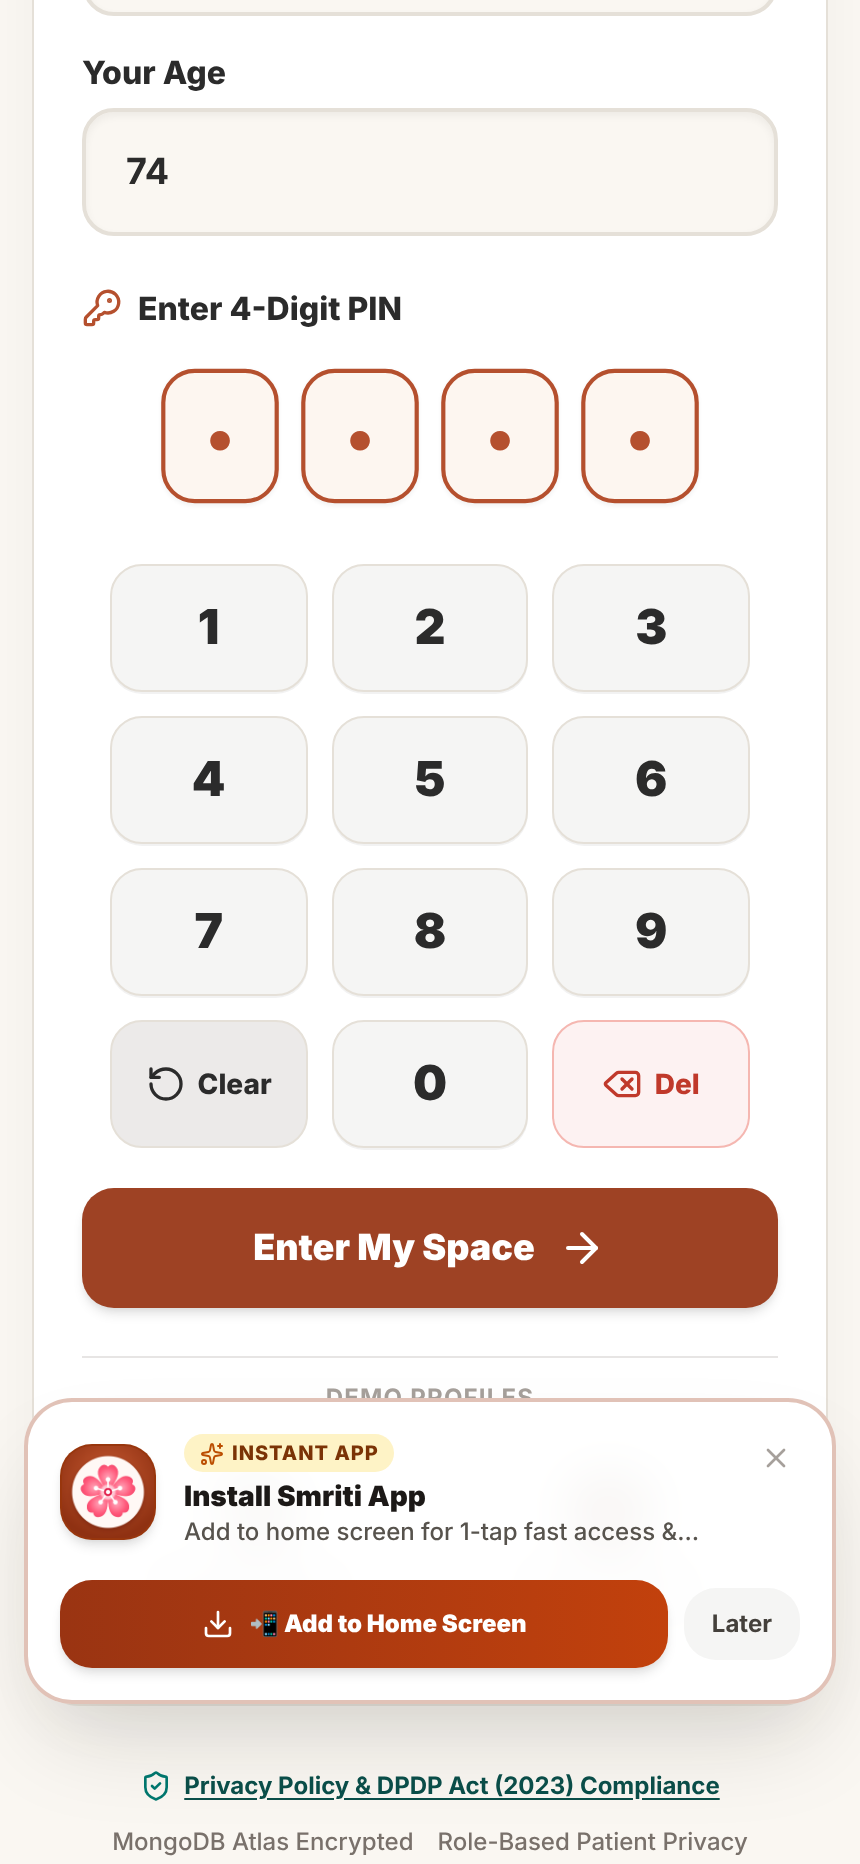 Your Age
74
Enter 4-Digit PIN
1 2 3
4 5 6
7 8 9
Clear 0 Del
Enter My Space
DEMO PROFILES
INSTANT APP
Install Smriti App
Add to home screen for 1-tap fast access &...
Add to Home Screen
Later
Privacy Policy & DPDP Act (2023) Compliance
MongoDB Atlas Encrypted Role-Based Patient Privacy